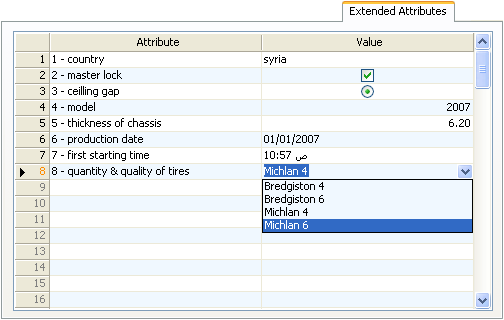 Extended Attributes
Attribute Value
1 1 - country syria
2 2 - master lock
3 3 - ceilling gap
4 4 - model 2007
5 5 - thickness of chassis 6.20
6 6 - production date 01/01/2007
7 7 - first starting time 10:57 ص
8 8 - quantity & quality of tires Michlan 4
9 Bredgiston 4
10 Bredgiston 6
11 Michlan 4
12 Michlan 6
13
14
15
16